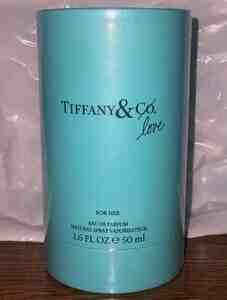 TIFFANY & CO.
love
FOR HER
EAU DE PARFUM
NATURAL SPRAY VAPORISATEUR
1.6 FL OZ e 50 ml